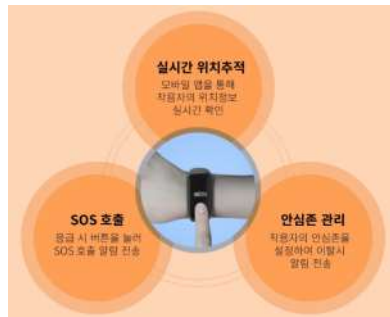 실시간 위치추적
모바일 앱을 통해
착용자의 위치정보
실시간 확인
SOS 호출
응급 시 버튼을 눌러
SOS 호출 알람 전송
안심존 관리
착용자의 안심존을
설정하여 이탈시
알림 전송